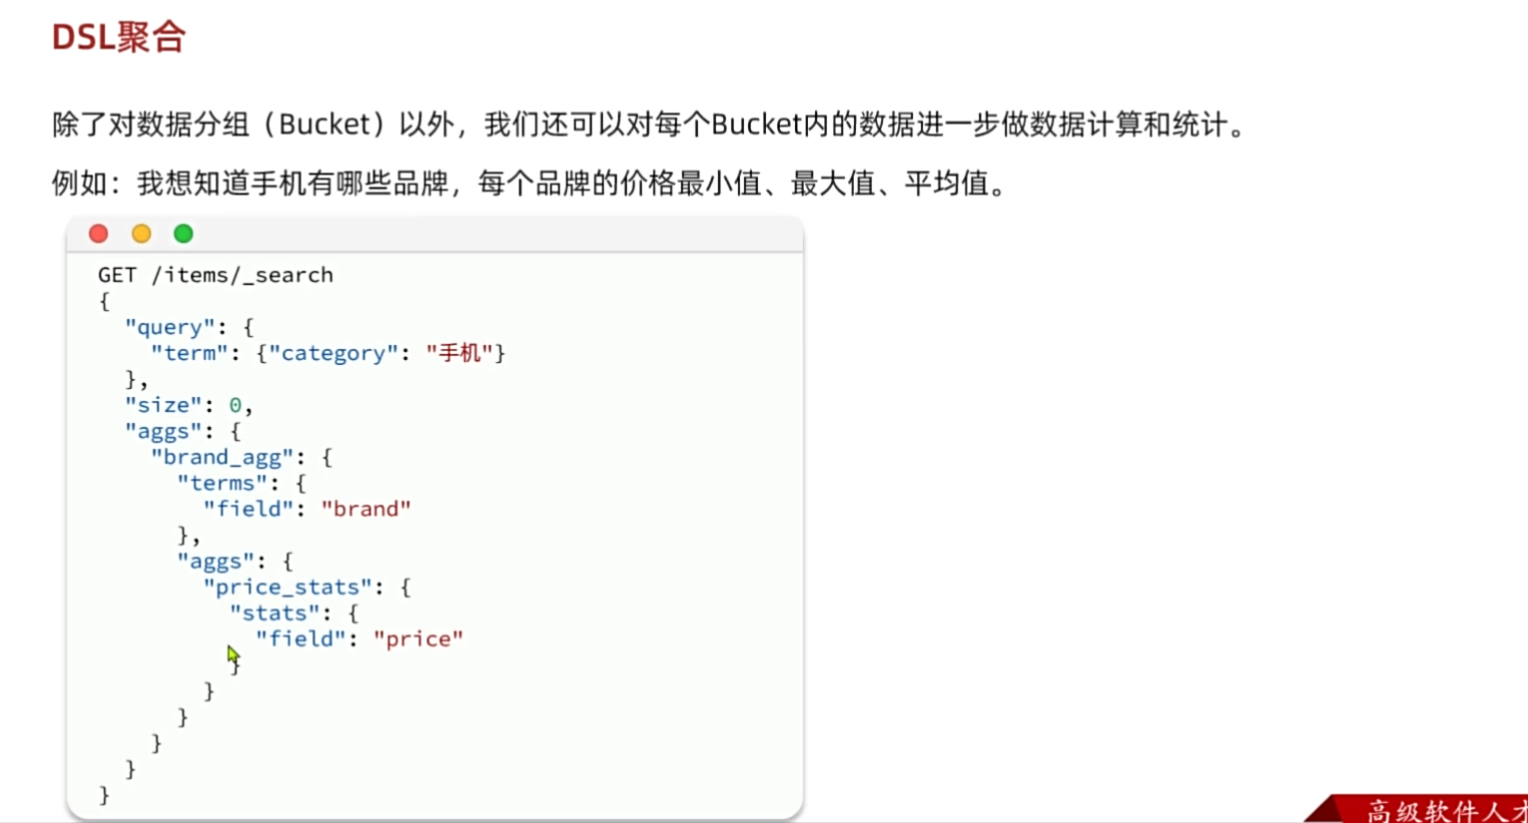 DSL聚合
除了对数据分组（Bucket）以外，我们还可以对每个Bucket内的数据进一步做数据计算和统计。
例如：我想知道手机有哪些品牌，每个品牌的价格最小值、最大值、平均值。
GET /items/_search
{
  "query": {
    "term": {"category": "手机"}
  },
  "size": 0,
  "aggs": {
    "brand_agg": {
      "terms": {
        "field": "brand"
      },
      "aggs": {
        "price_stats": {
          "stats": {
            "field": "price"
          }
        }
      }
    }
  }
}
高级软件人才